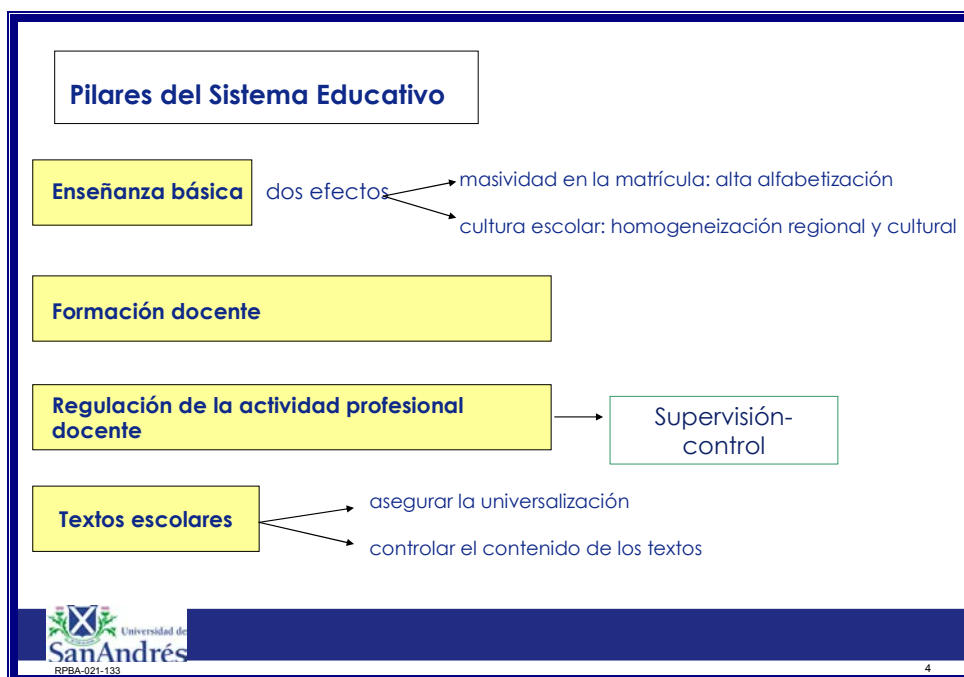 Pilares del Sistema Educativo
Enseñanza básica
dos efectos
masividad en la matrícula: alta alfabetización
cultura escolar: homogeneización regional y cultural
Formación docente
Regulación de la actividad profesional
docente
Supervisión-
control
Textos escolares
asegurar la universalización
controlar el contenido de los textos
Universidad de
SanAndrés
RPBA-021-133
4